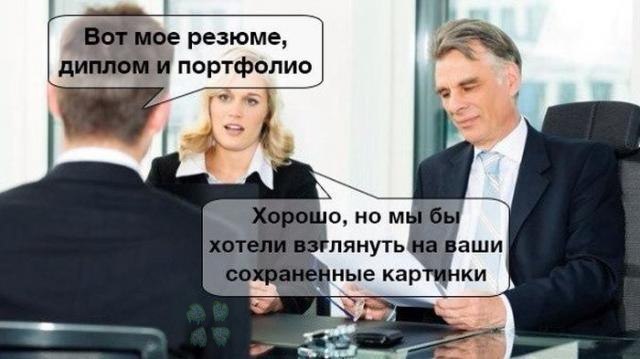 Вот мое резюме,
диплом и портфолио
Хорошо, но мы бы
хотели взглянуть на ваши
сохраненные картинки